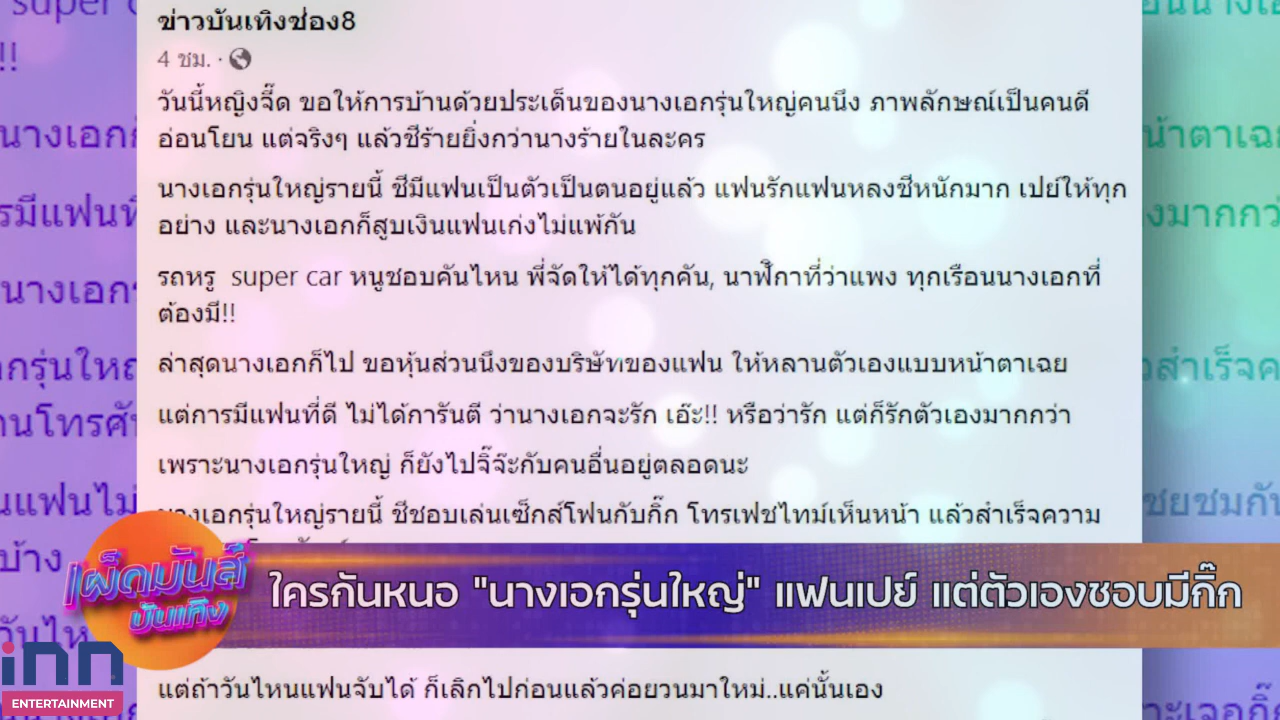 ข่าวบันเทิงช่อง8
4 ชม. ·
วันนี้หญิงจี๊ด ขอให้การบ้านด้วยประเด็นของนางเอกรุ่นใหญ่คนนึง ภาพลักษณ์เป็นคนดี
อ่อนโยน แต่จริงๆ แล้วชีร้ายยิ่งกว่านางร้ายในละคร
นางเอกรุ่นใหญ่รายนี้ ชีมีแฟนเป็นตัวเป็นตนอยู่แล้ว แฟนรักแฟนหลงชีหนักมาก เปย์ให้ทุก
อย่าง และนางเอกก็สูบเงินแฟนเก่งไม่แพ้กัน
รถหรู super car หนูชอบคันไหน พี่จัดให้ได้ทุกคัน, นาฬิกาที่ว่าแพง ทุกเรือนนางเอกที่
ต้องมี!!
ล่าสุดนางเอกก็ไป ขอหุ้นส่วนนึงของบริษัทของแฟน ให้หลานตัวเองแบบหน้าตาเฉย
แต่การมีแฟนที่ดี ไม่ได้การันตี ว่านางเอกจะรัก เอ๊ะ!! หรือว่ารัก แต่ก็รักตัวเองมากกว่า
เพราะนางเอกรุ่นใหญ่ ก็ยังไปจิ๊จ๊ะกับคนอื่นอยู่ตลอดนะ
นางเอกรุ่นใหญ่รายนี้ ชีชอบเล่นเซ็กส์โฟนกับกิ๊ก โทรเฟซไทม์เห็นหน้า แล้วสำเร็จความ
เผ็ดมันส์
บันเทิง
ใครกันหนอ "นางเอกรุ่นใหญ่" แฟนเปย์ แต่ตัวเองชอบมีกิ๊ก
inn
ENTERTAINMENT
แต่ถ้าวันไหนแฟนจับได้ ก็เลิกไปก่อนแล้วค่อยวนมาใหม่..แค่นั้นเอง